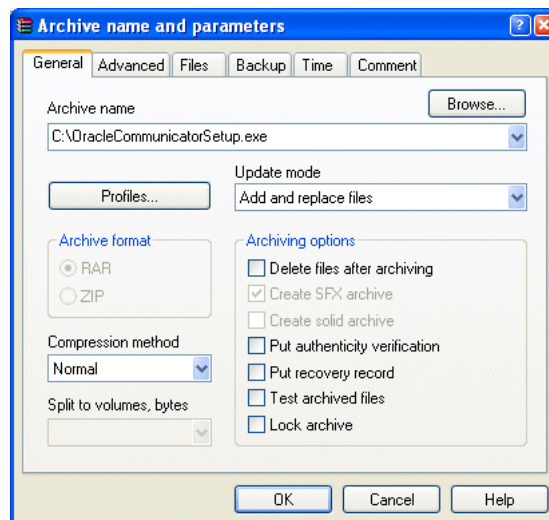 Archive name and parameters
General Advanced Files Backup Time Comment
Archive name
Browse...
C:\OracleCommunicatorSetup.exe
Profiles...
Update mode
Add and replace files
Archive format
RAR
ZIP
Compression method
Normal
Split to volumes, bytes
Archiving options
Delete files after archiving
Create SFX archive
Create solid archive
Put authenticity verification
Put recovery record
Test archived files
Lock archive
OK Cancel Help